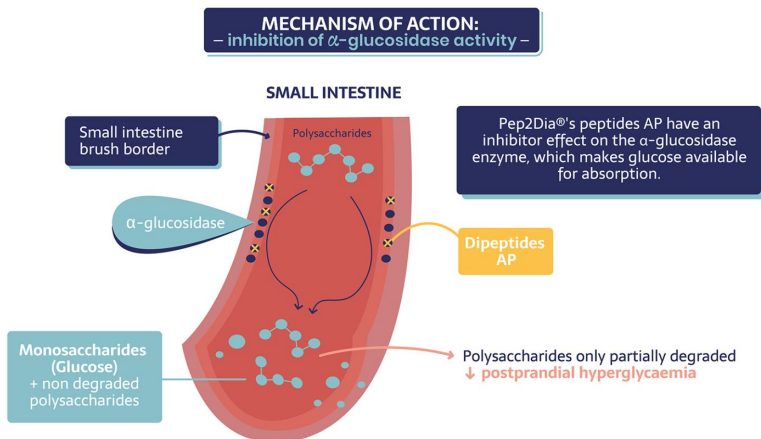 MECHANISM OF ACTION:
– inhibition of α-glucosidase activity –
SMALL INTESTINE
Small intestine
brush border
Polysaccharides
Pep2Dia®'s peptides AP have an
inhibitor effect on the α-glucosidase
enzyme, which makes glucose available
for absorption.
α-glucosidase
Dipeptides
AP
Monosaccharides
(Glucose)
+ non degraded
polysaccharides
Polysaccharides only partially degraded
↓ postprandial hyperglycaemia